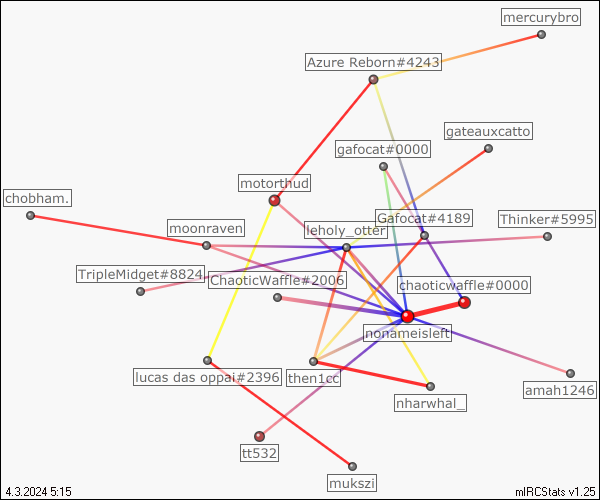 mercurybro
Azure Reborn#4243
gateauxcatto
gafocat#0000
motorthud
chobham.
Gafocat#4189
Thinker#5995
moonraven
leholy_otter
TripleMidget#8824
ChaoticWaffle#2006
chaoticwaffle#0000
nonameisleft
lucas das oppai#2396
then1cc
amah1246
nharwhal_
tt532
mukszi
4.3.2024 5:15
mIRCStats v1.25